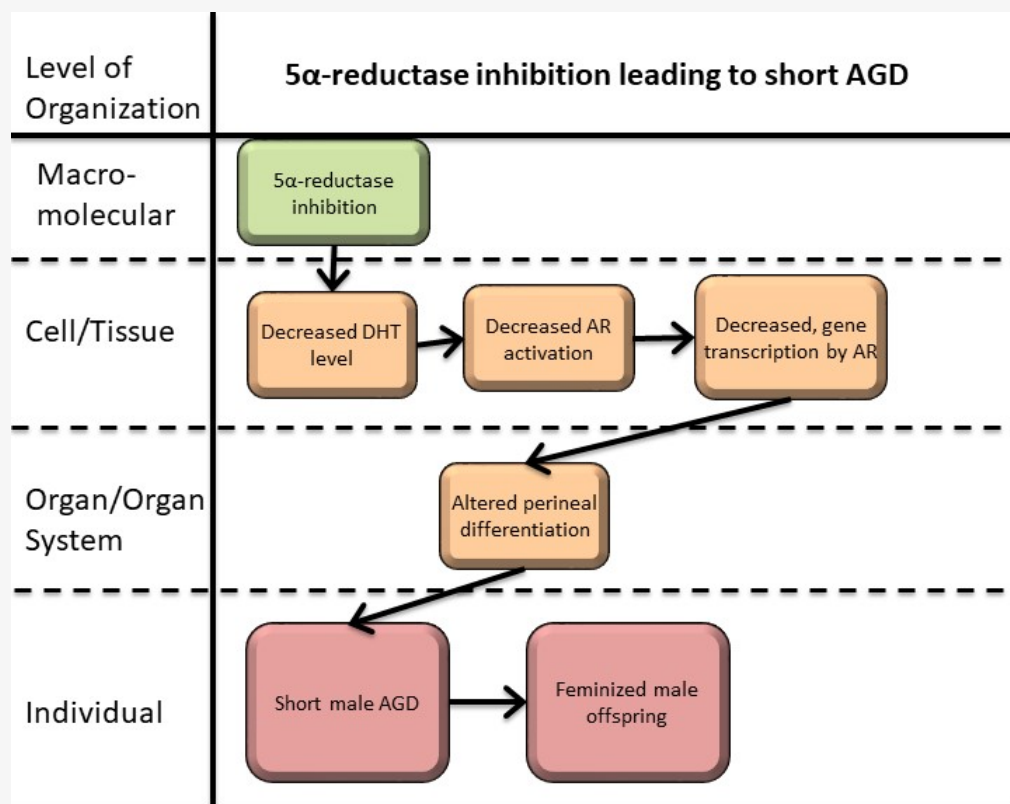 Level of
Organization
5α-reductase inhibition leading to short AGD
Macro-
molecular
5α-reductase
inhibition
Cell/Tissue
Decreased DHT
level
Decreased AR
activation
Decreased, gene
transcription by AR
Organ/Organ
System
Altered perineal
differentiation
Individual
Short male AGD
Feminized male
offspring